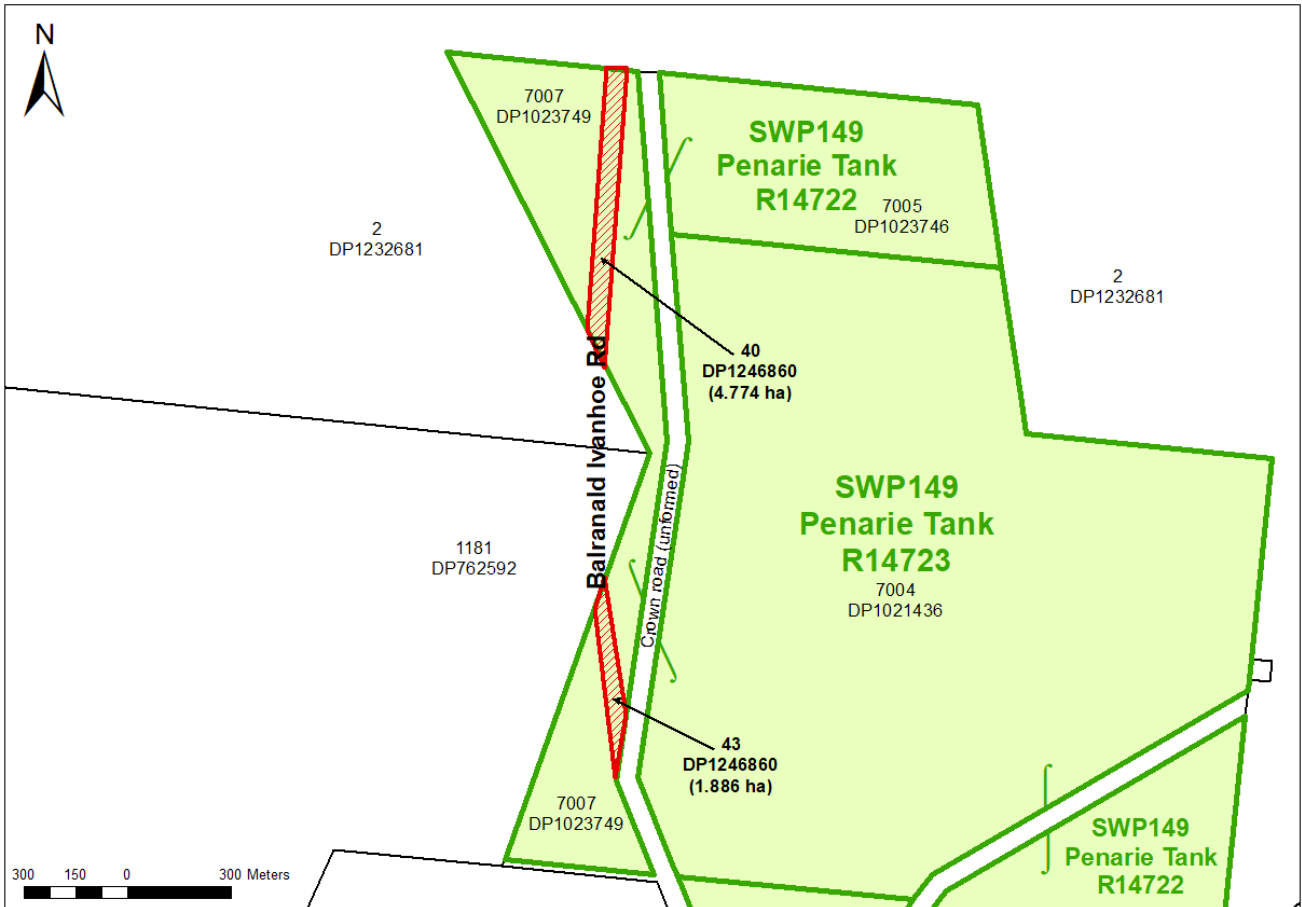 N
7007
DP1023749
SWP149
Penarie Tank
R14722
7005
DP1023746
2
DP1232681
2
DP1232681
40
DP1246860
(4.774 ha)
Balranald Ivanhoe Rd
Crown road (unformed)
SWP149
Penarie Tank
R14723
7004
DP1021436
1181
DP762592
43
DP1246860
(1.886 ha)
7007
DP1023749
SWP149
Penarie Tank
R14722
300 150 0 300 Meters